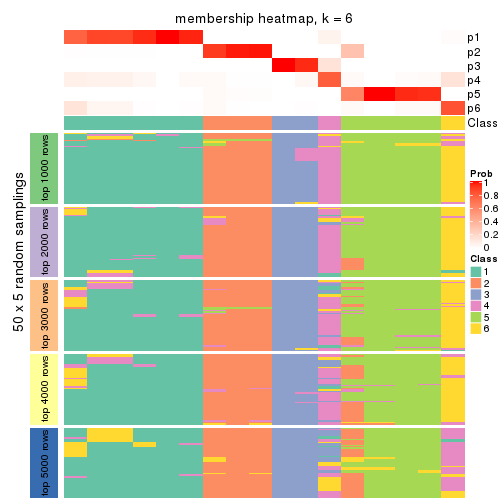 membership heatmap, k = 6
p1
p2
p3
p4
p5
p6
Class
50 x 5 random samplings
top 1000 rows
top 2000 rows
top 3000 rows
top 4000 rows
top 5000 rows
Prob
1
0.8
0.6
0.4
0.2
0
Class
1
2
3
4
5
6